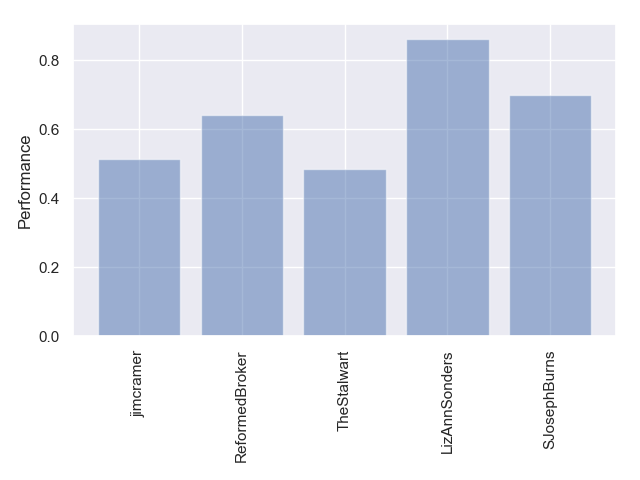 0.8
0.6
0.4
0.2
0.0
Performance
jimcramer
ReformedBroker
TheStalwart
LizAnnSonders
SJosephBurns